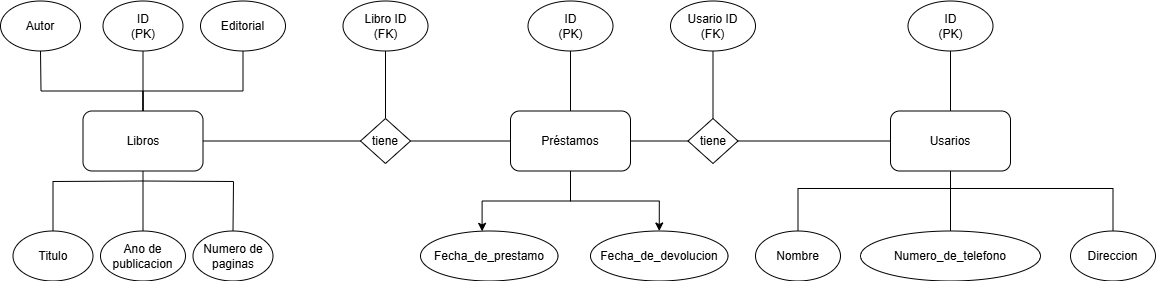 Autor
ID
(PK)
Editorial
Libro ID
(FK)
ID
(PK)
Usario ID
(FK)
ID
(PK)
Libros
tiene
Préstamos
tiene
Usarios
Titulo
Ano de
publicacion
Numero de
paginas
Fecha_de_prestamo
Fecha_de_devolucion
Nombre
Numero_de_telefono
Direccion